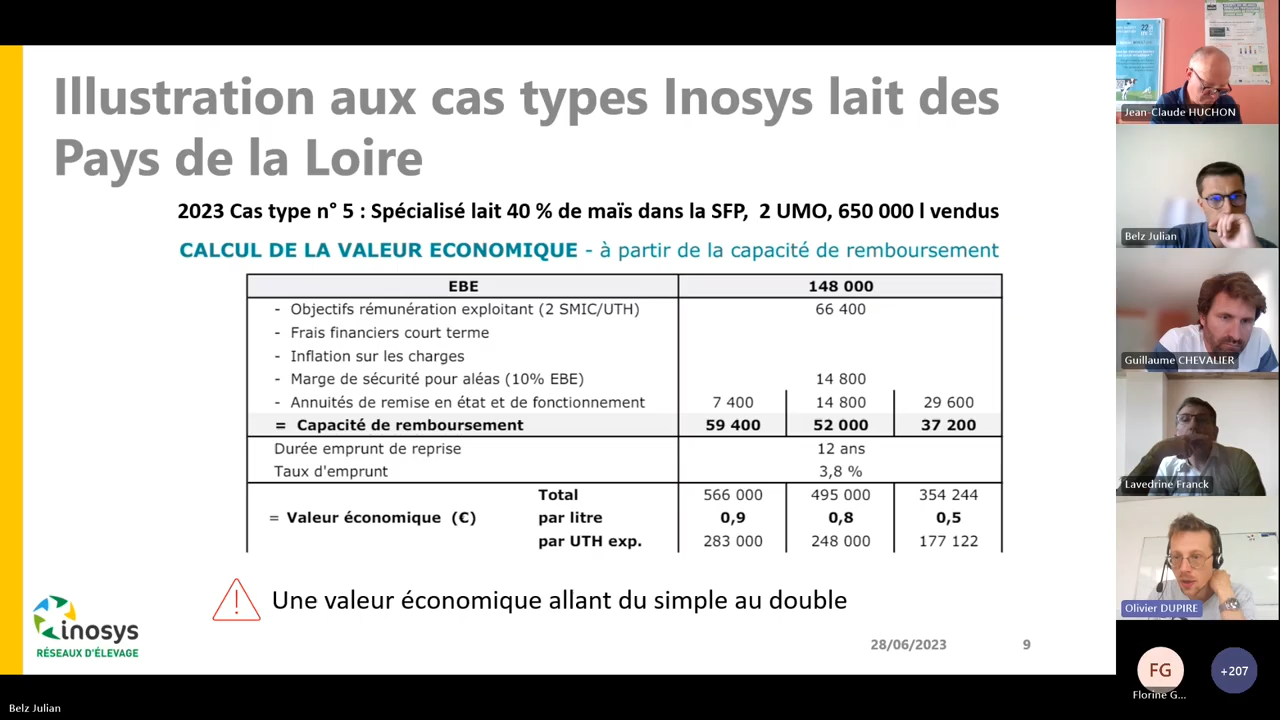 Illustration aux cas types Inosys lait des
Pays de la Loire
2023 Cas type n° 5 : Spécialisé lait 40 % de maïs dans la SFP, 2 UMO, 650 000 l vendus
CALCUL DE LA VALEUR ECONOMIQUE - à partir de la capacité de remboursement
EBE 148 000
- Objectifs rémunération exploitant (2 SMIC/UTH) 66 400
- Frais financiers court terme
- Inflation sur les charges
- Marge de sécurité pour aléas (10% EBE) 14 800
- Annuités de remise en état et de fonctionnement 7 400 14 800 29 600
= Capacité de remboursement 59 400 52 000 37 200
Durée emprunt de reprise 12 ans
Taux d'emprunt 3,8 %
Total 566 000 495 000 354 244
= Valeur économique (€) par litre 0,9 0,8 0,5
par UTH exp. 283 000 248 000 177 122
Une valeur économique allant du simple au double
inosys
RÉSEAUX D'ÉLEVAGE
28/06/2023 9
Belz Julian
Jean-Claude HUCHON
Belz Julian
Guillaume CHEVALIER
Lavedrine Franck
Olivier DUPIRE
FG
Florine G...
+207